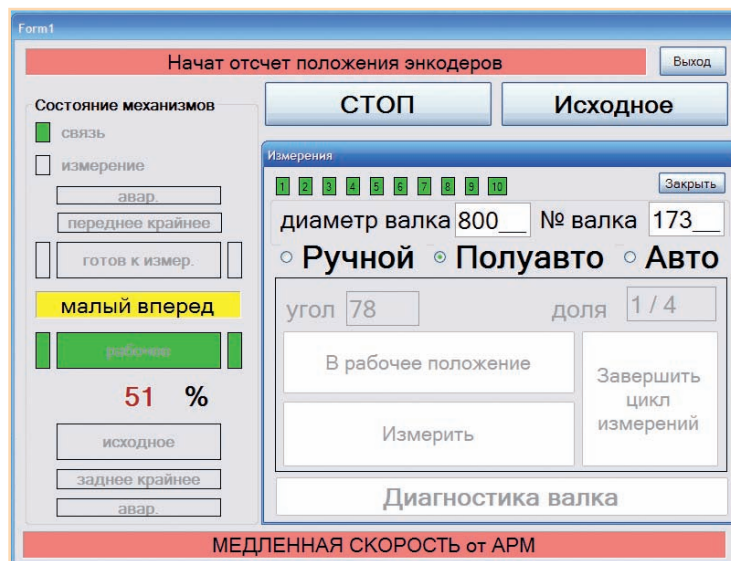 Form1
Начат отсчет положения энкодеров
Выход
Состояние механизмов
связь
измерение
авар.
переднее крайнее
готов к измер.
малый вперед
рабочее
51 %
исходное
заднее крайнее
авар.
СТОП
Исходное
Измерения
1 2 3 4 5 6 7 8 9 10
Закрыть
диаметр валка 800__ № валка 173__
Ручной Полуавто Авто
угол 78 доля 1 / 4
В рабочее положение
Измерить
Завершить
цикл
измерений
Диагностика валка
МЕДЛЕННАЯ СКОРОСТЬ от АРМ